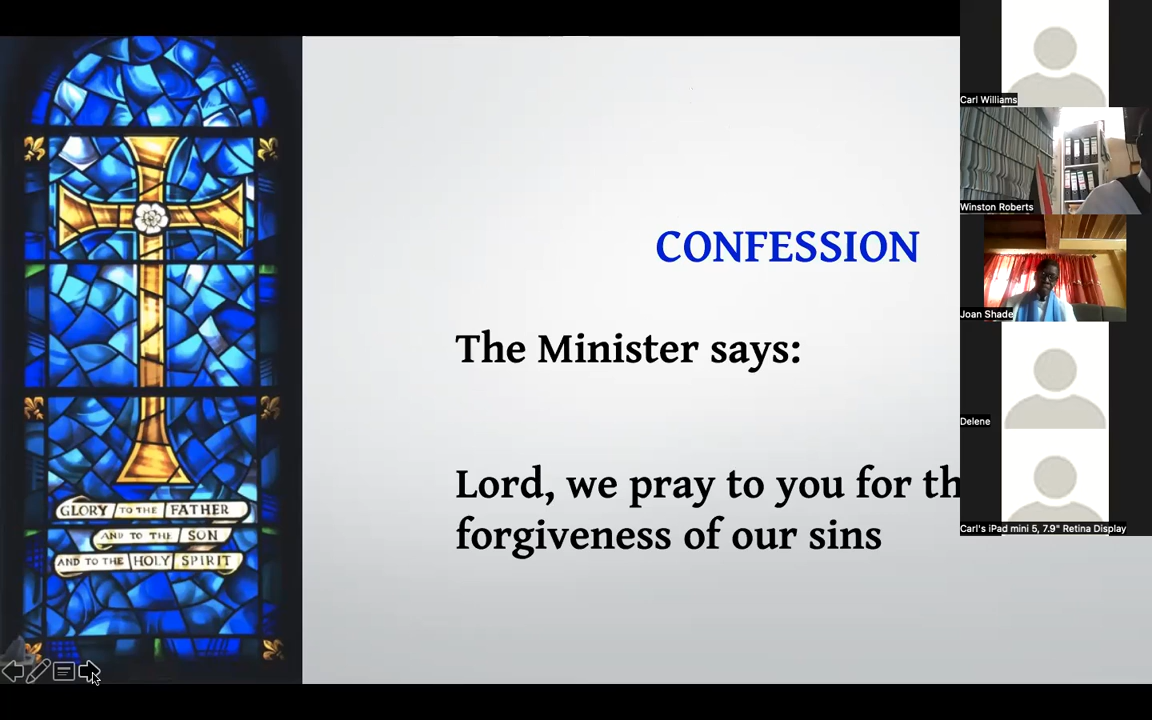 CONFESSION
The Minister says:
Lord, we pray to you for th
forgiveness of our sins
GLORY TO THE FATHER
AND TO THE SON
AND TO THE HOLY SPIRIT
Carl Williams
Winston Roberts
Joan Shade
Delene
Carl's iPad mini 5, 7.9" Retina Display